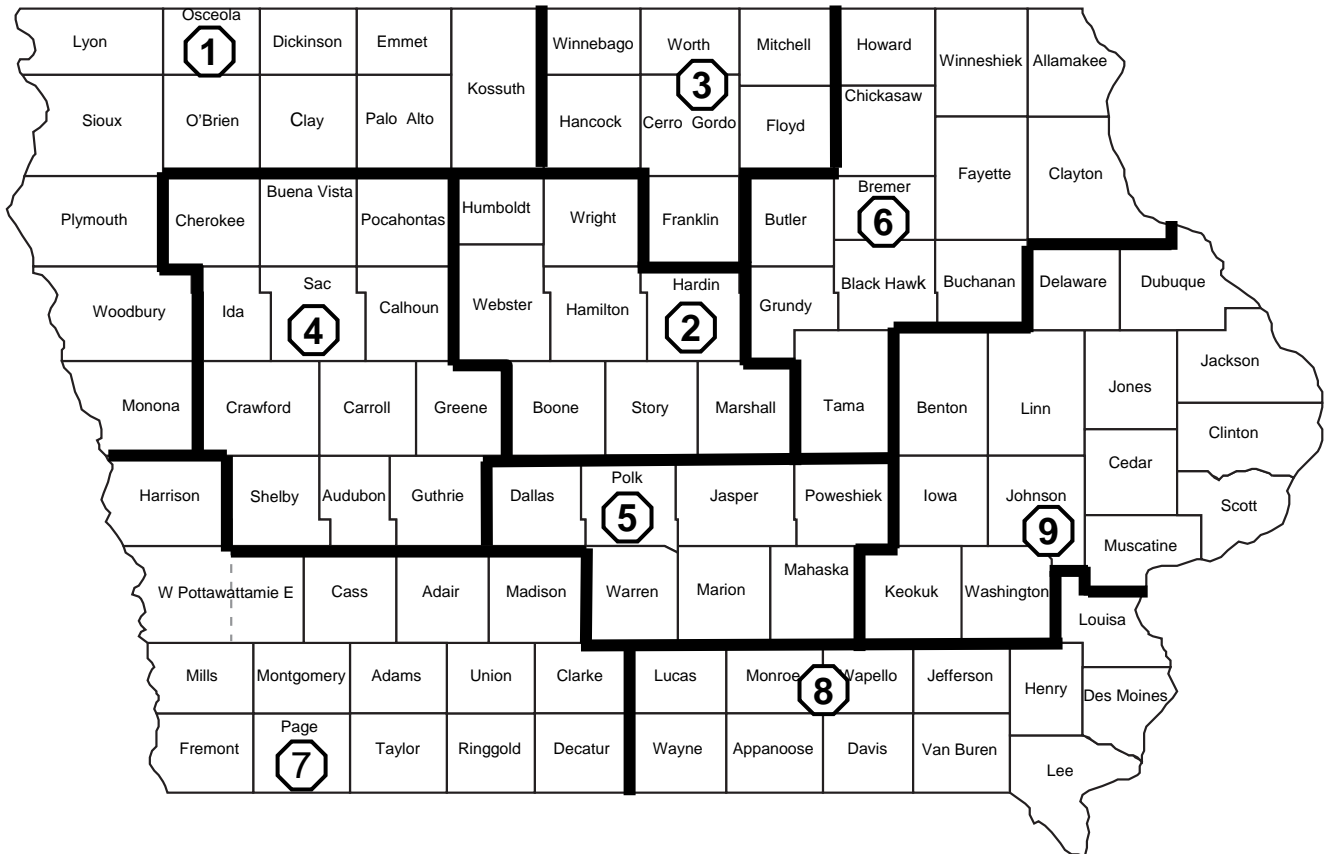 Osceola
Lyon
1
Dickinson
Emmet
Winnebago
Worth
Mitchell
Howard
Winneshiek
Allamakee
Kossuth
3
Chickasaw
Sioux
O'Brien
Clay
Palo Alto
Hancock
Cerro Gordo
Floyd
Fayette
Clayton
Plymouth
Cherokee
Buena Vista
Pocahontas
Humboldt
Wright
Franklin
Butler
Bremer
6
Woodbury
Ida
Sac
4
Calhoun
Webster
Hamilton
Hardin
2
Grundy
Black Hawk
Buchanan
Delaware
Dubuque
Jackson
Monona
Crawford
Carroll
Greene
Boone
Story
Marshall
Tama
Benton
Linn
Jones
Clinton
Cedar
Harrison
Shelby
Audubon
Guthrie
Dallas
Polk
5
Jasper
Poweshiek
Iowa
Johnson
9
Scott
Muscatine
W Pottawattamie E
Cass
Adair
Madison
Warren
Marion
Mahaska
Keokuk
Washington
Louisa
Mills
Montgomery
Adams
Union
Clarke
Lucas
Monroe
8
Wapello
Jefferson
Henry
Des Moines
Fremont
Page
7
Taylor
Ringgold
Decatur
Wayne
Appanoose
Davis
Van Buren
Lee